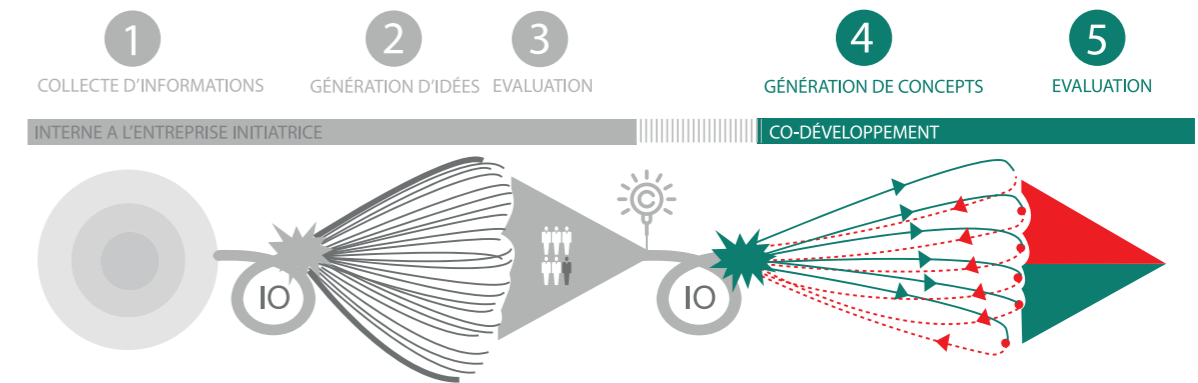 1
2
3
4
5
COLLECTE D'INFORMATIONS
GÉNÉRATION D'IDÉES
EVALUATION
GÉNÉRATION DE CONCEPTS
EVALUATION
INTERNE A L'ENTREPRISE INITIATRICE
CO-DÉVELOPPEMENT
©
IO
IO